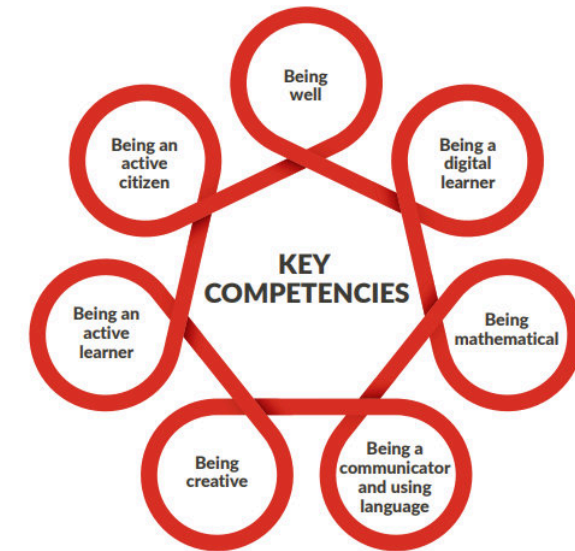 Being
well
Being a
digital
learner
Being
mathematical
Being a
communicator
and using
language
Being
creative
Being an
active
learner
Being an
active
citizen
KEY
COMPETENCIES